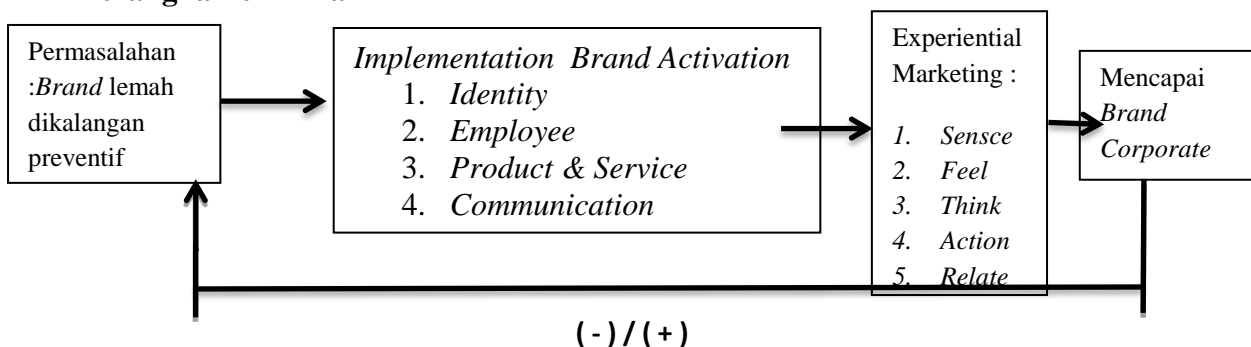 Permasalahan
:Brand lemah
dikalangan
preventif
Implementation Brand Activation
1. Identity
2. Employee
3. Product & Service
4. Communication
Experiential
Marketing :
1. Sensce
2. Feel
3. Think
4. Action
5. Relate
Mencapai
Brand
Corporate
( - ) / ( + )